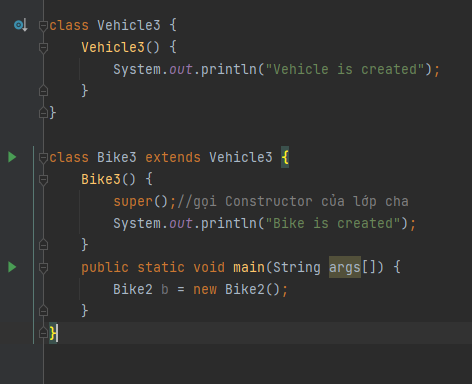 class Vehicle3 {
    Vehicle3() {
        System.out.println("Vehicle is created");
    }
}
class Bike3 extends Vehicle3 {
    Bike3() {
        super();//gọi Constructor của lớp cha
        System.out.println("Bike is created");
    }
    public static void main(String args[]) {
        Bike2 b = new Bike2();
    }
}